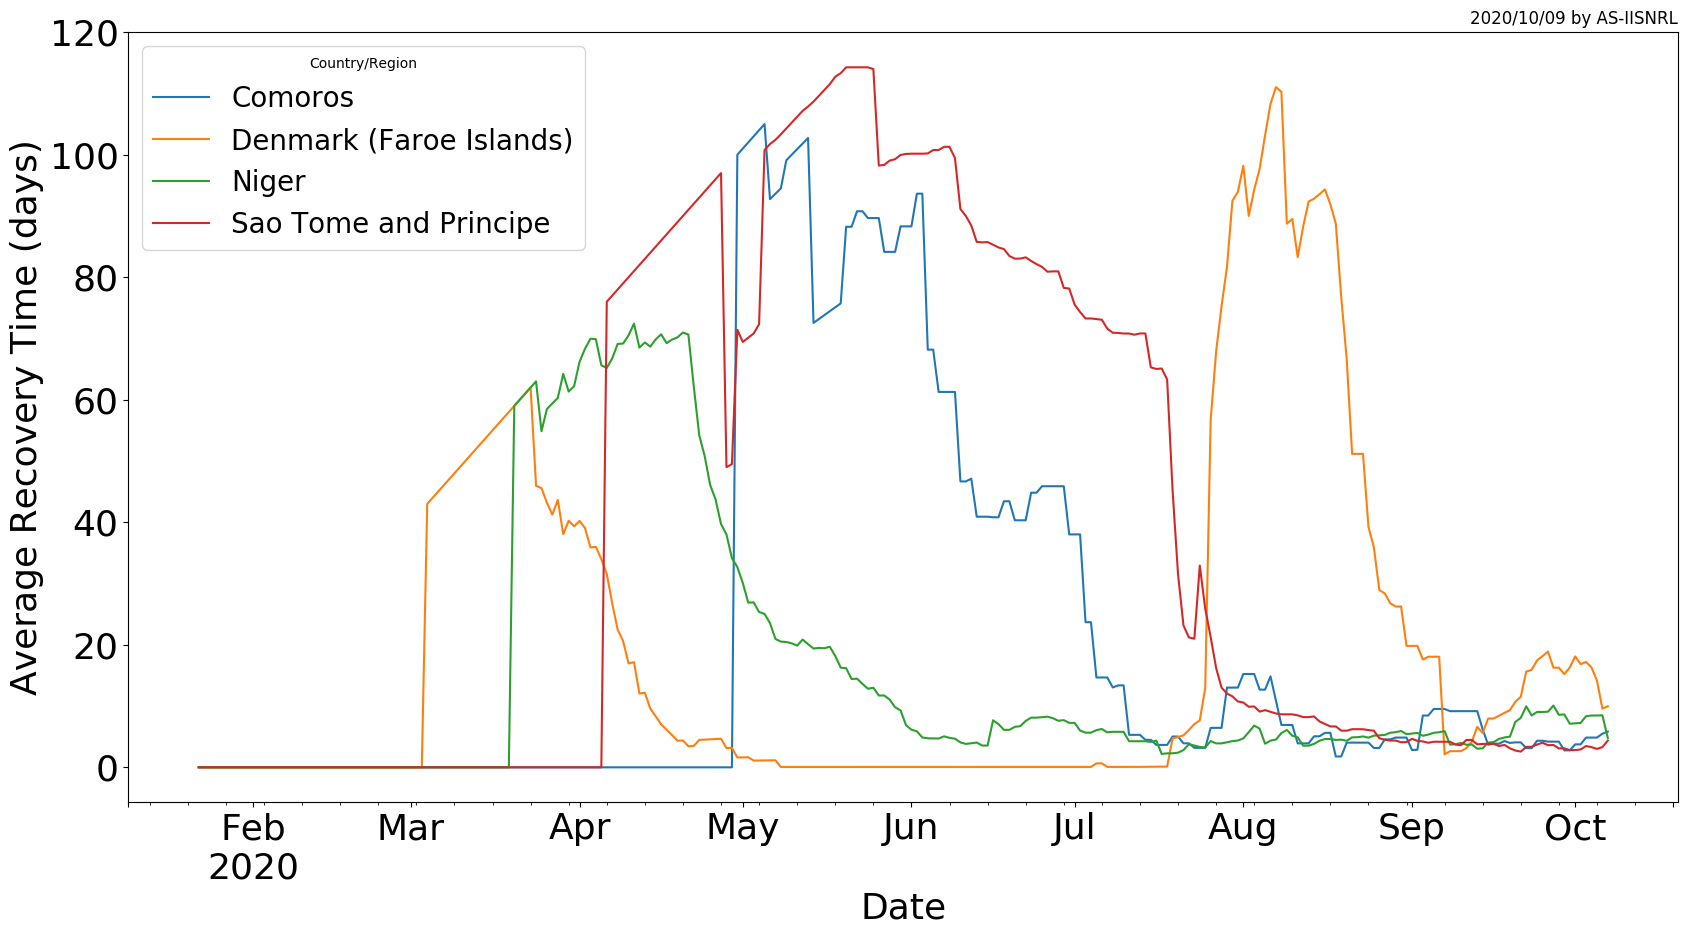 2020/10/09 by AS-IISNRL
Country/Region
Comoros
Denmark (Faroe Islands)
Niger
Sao Tome and Principe
Average Recovery Time (days)
120
100
80
60
40
20
0
Feb Mar Apr May Jun Jul Aug Sep Oct
2020
Date